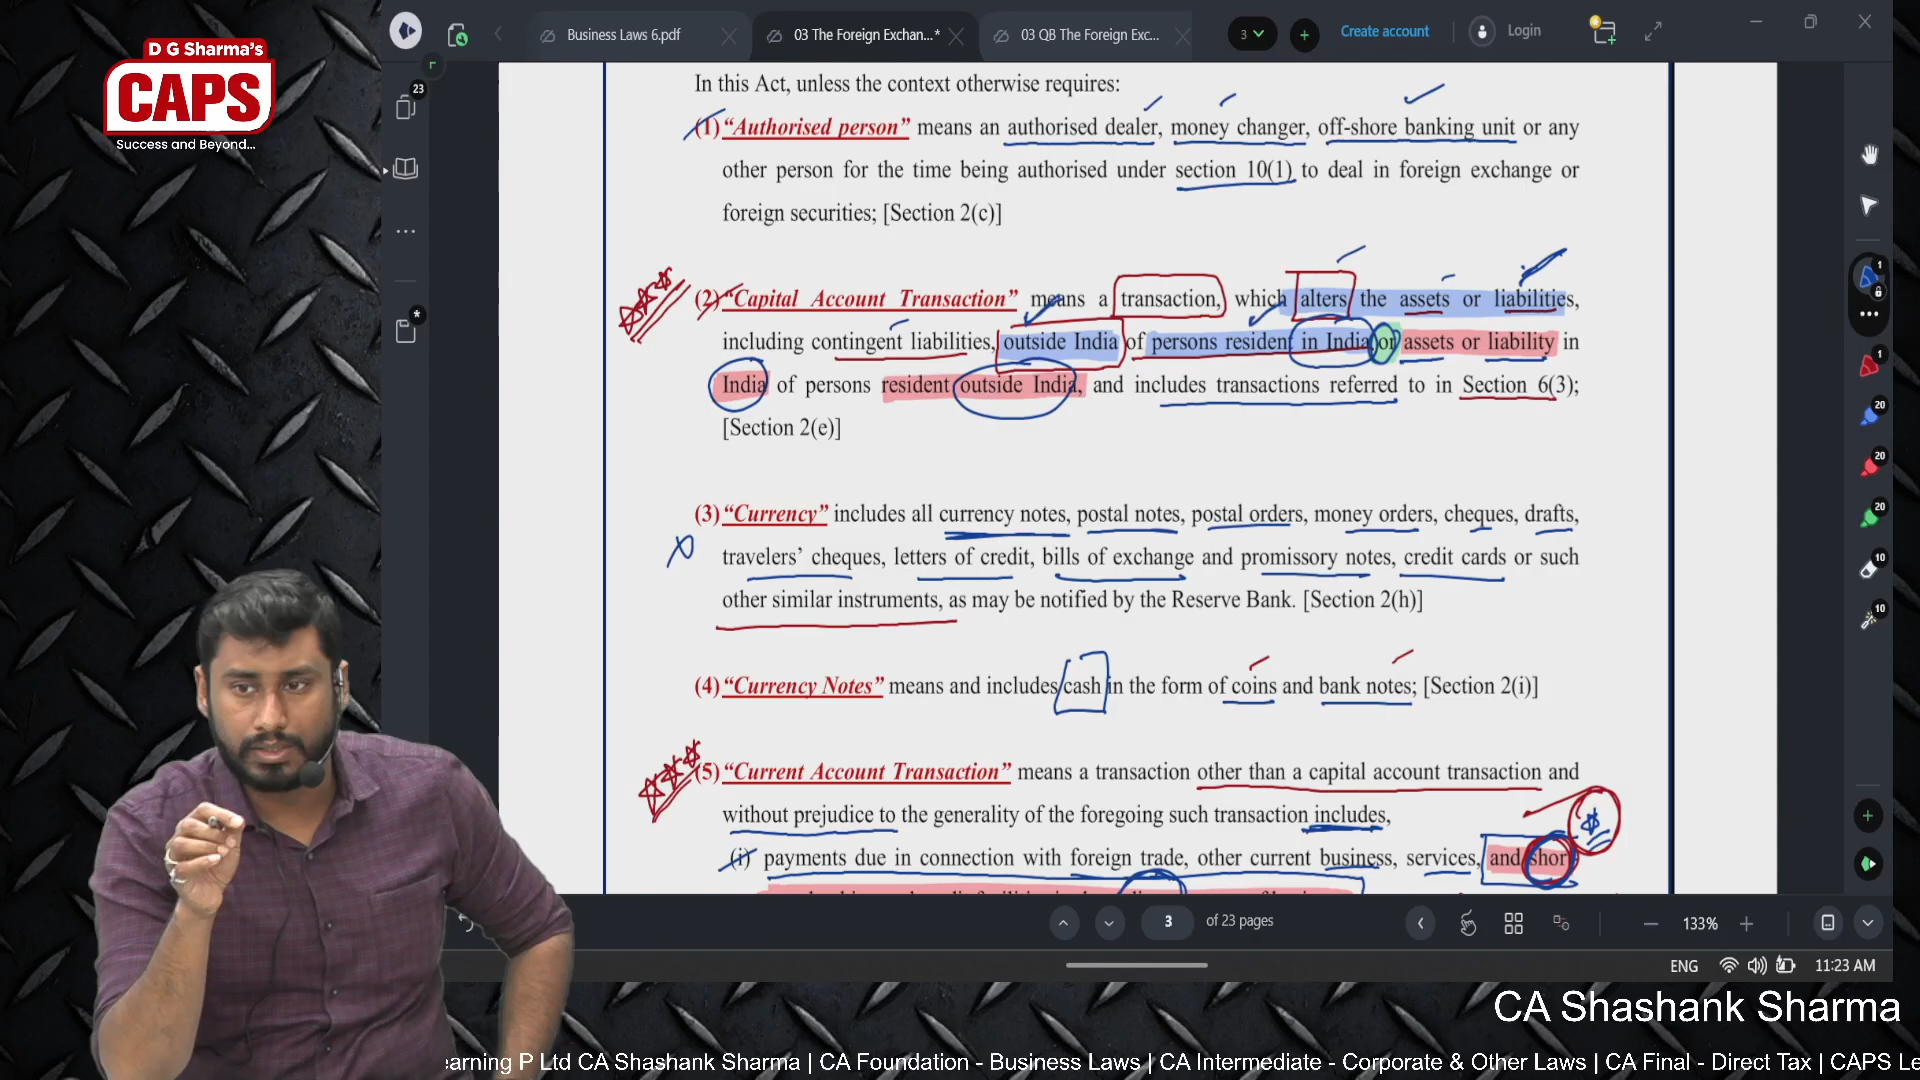 D G Sharma's
CAPS
Success and Beyond...
Business Laws 6.pdf
03 The Foreign Exchan...*
03 QB The Foreign Exc...
3
Create account
Login
23
In this Act, unless the context otherwise requires:
(1) “Authorised person” means an authorised dealer, money changer, off-shore banking unit or any
other person for the time being authorised under section 10(1) to deal in foreign exchange or
foreign securities; [Section 2(c)]
(2) “Capital Account Transaction” means a transaction, which alters the assets or liabilities,
including contingent liabilities, outside India of persons resident in India or assets or liability in
India of persons resident outside India, and includes transactions referred to in Section 6(3);
[Section 2(e)]
(3) “Currency” includes all currency notes, postal notes, postal orders, money orders, cheques, drafts,
travelers’ cheques, letters of credit, bills of exchange and promissory notes, credit cards or such
other similar instruments, as may be notified by the Reserve Bank. [Section 2(h)]
(4) “Currency Notes” means and includes cash in the form of coins and bank notes; [Section 2(i)]
(5) “Current Account Transaction” means a transaction other than a capital account transaction and
without prejudice to the generality of the foregoing such transaction includes,
(i) payments due in connection with foreign trade, other current business, services, and shor
1
1
20
20
20
10
10
3
of 23 pages
133%
ENG
11:23 AM
CA Shashank Sharma
earning P Ltd CA Shashank Sharma | CA Foundation - Business Laws | CA Intermediate - Corporate & Other Laws | CA Final - Direct Tax | CAPS Le